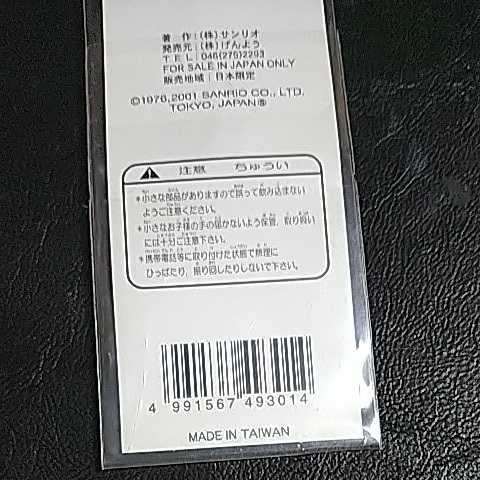 著 作：(株)サンリオ
発売元：(株)げんよう
T E L：046(275)2293
FOR SALE IN JAPAN ONLY
販売地域：日本限定
©1976,2001 SANRIO CO., LTD.
TOKYO, JAPAN Ⓢ
注意 ちゅうい
*小さな部品がありますので誤って飲み込まない
ようご注意ください。
*小さなお子様の手の届かないよう保管、取り扱い
には十分ご注意下さい。
*携帯電話等に取り付けた状態で無理に
ひっぱたり、振り回したりしないで下さい。
4 991567 493014
MADE IN TAIWAN